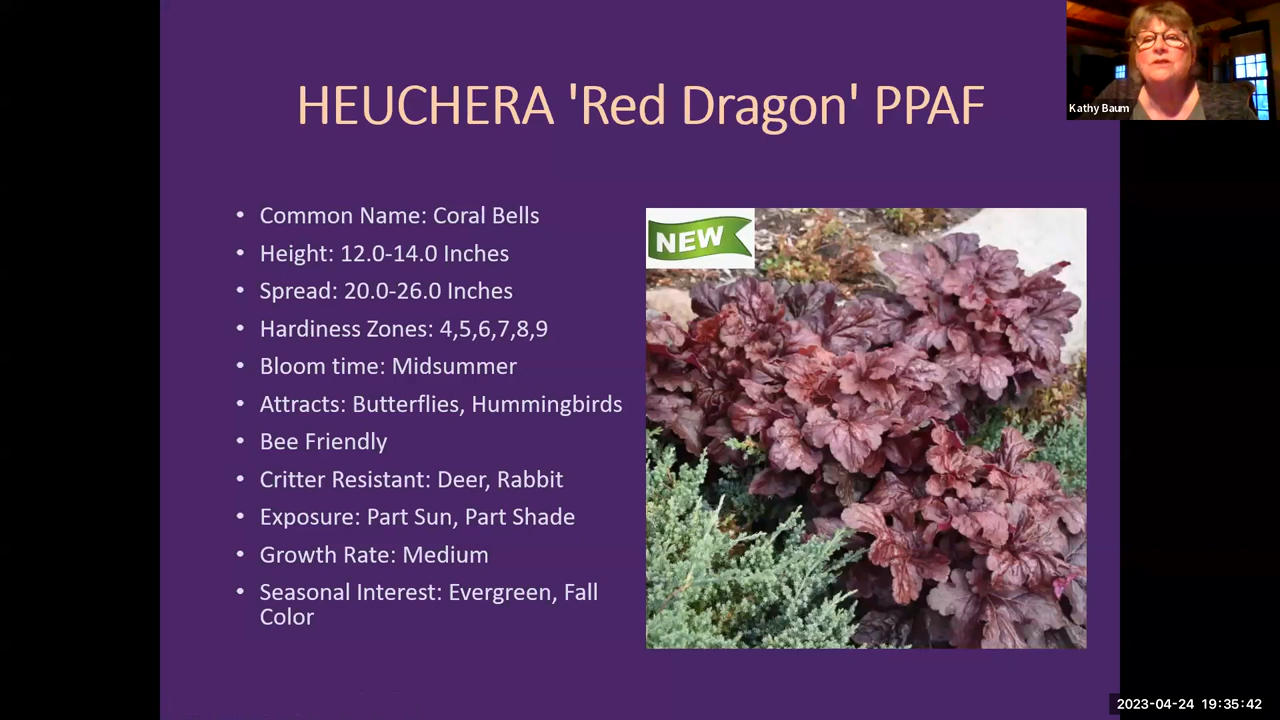 HEUCHERA 'Red Dragon' PPAF
Kathy Baum
• Common Name: Coral Bells
• Height: 12.0-14.0 Inches
• Spread: 20.0-26.0 Inches
• Hardiness Zones: 4,5,6,7,8,9
• Bloom time: Midsummer
• Attracts: Butterflies, Hummingbirds
• Bee Friendly
• Critter Resistant: Deer, Rabbit
• Exposure: Part Sun, Part Shade
• Growth Rate: Medium
• Seasonal Interest: Evergreen, Fall
Color
NEW
2023-04-24 19:35:42